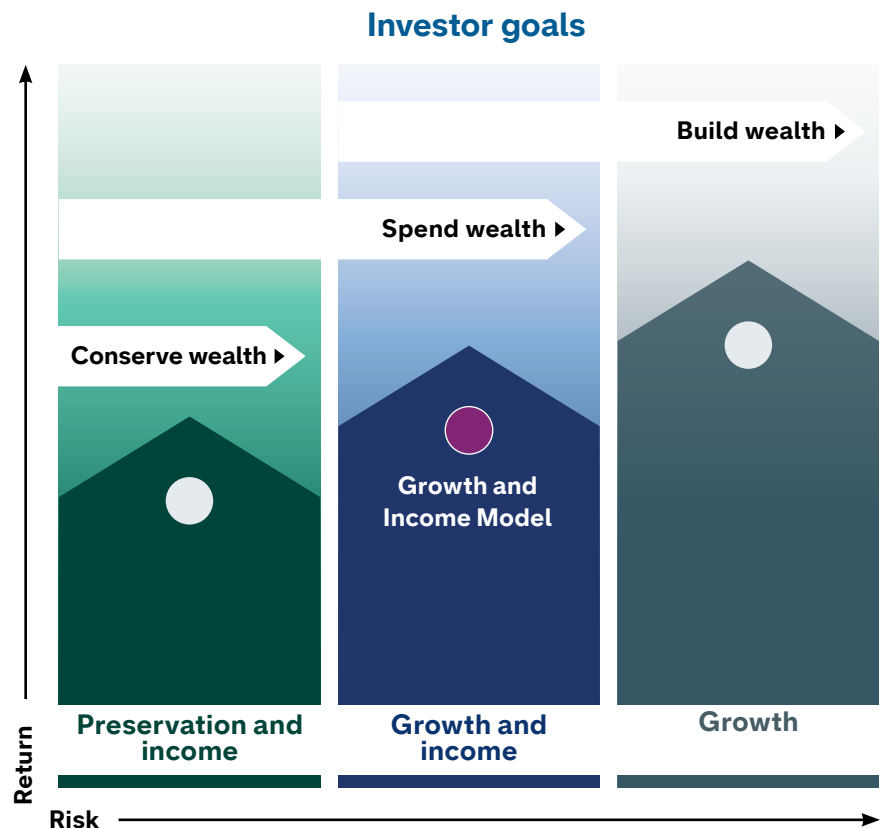 Investor goals
Build wealth
Spend wealth
Conserve wealth
Growth and
Income Model
Preservation and
income
Growth and
income
Growth
Return
Risk